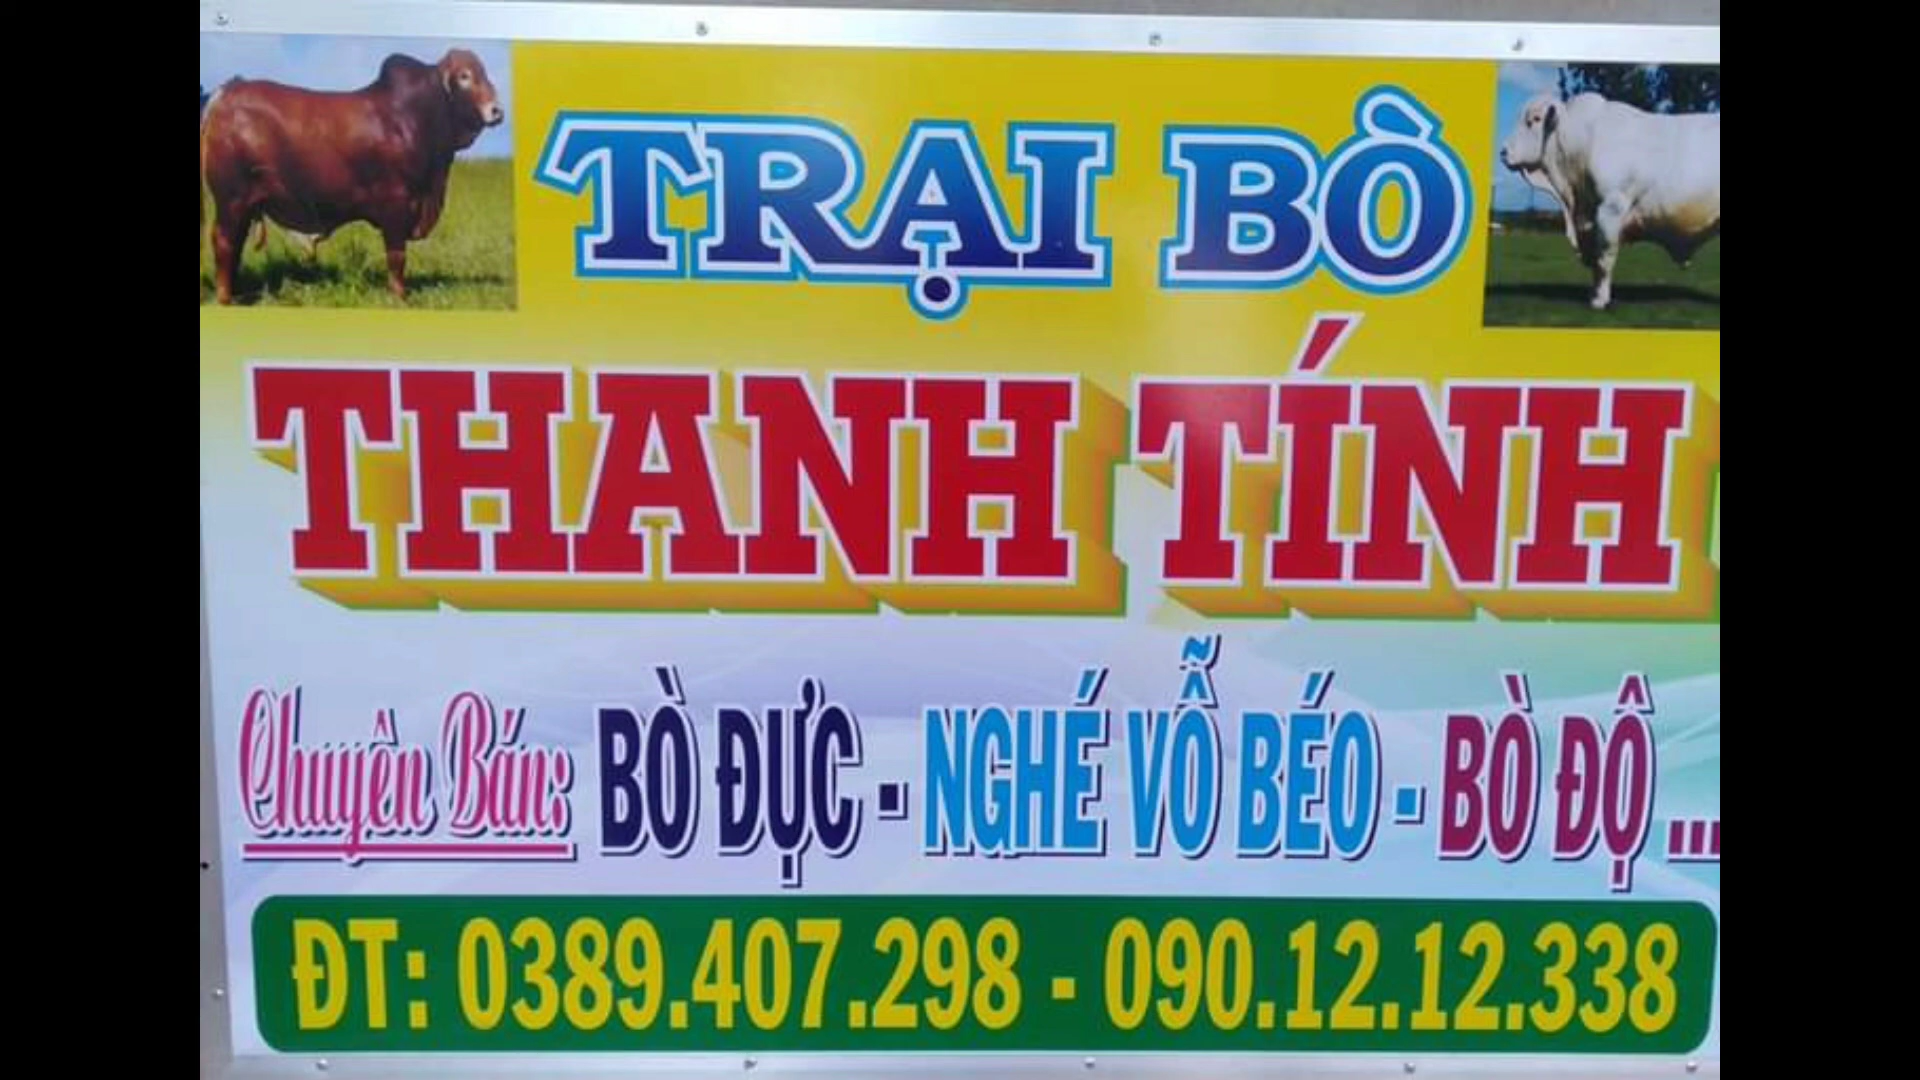 TRẠI BÒ
THANH TÍNH
Chuyên Bán: BÒ ĐỰC - NGHÉ VỖ BÉO - BÒ ĐỘ ...
ĐT: 0389.407.298 - 090.12.12.338